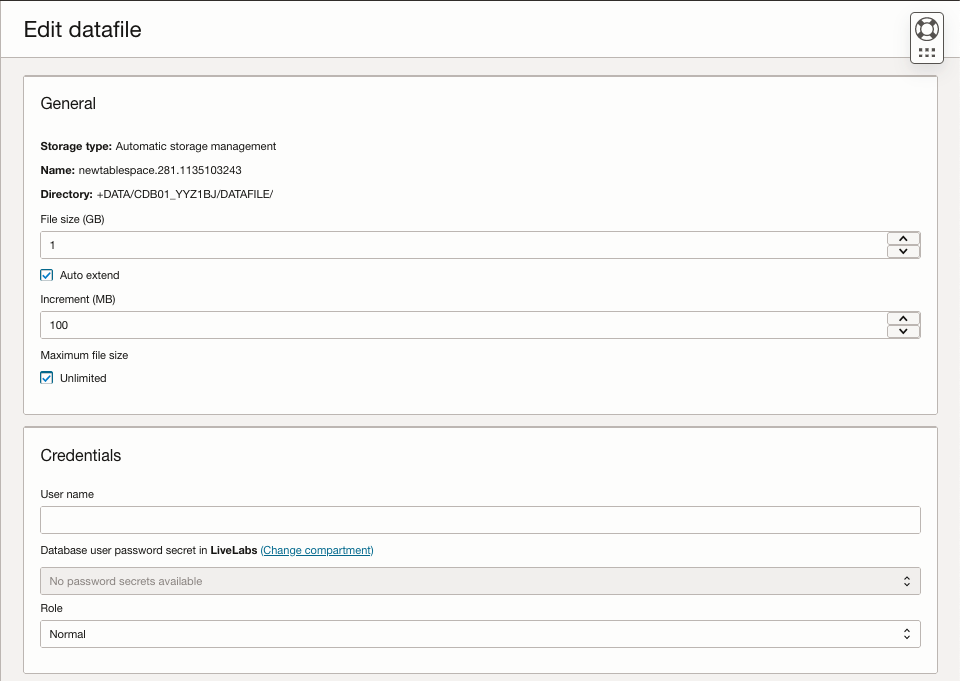 Edit datafile
General
Storage type: Automatic storage management
Name: newtablespace.281.1135103243
Directory: +DATA/CDB01_YYZ1BJ/DATAFILE/
File size (GB)
1
Auto extend
Increment (MB)
100
Maximum file size
Unlimited
Credentials
User name
Database user password secret in LiveLabs (Change compartment)
No password secrets available
Role
Normal